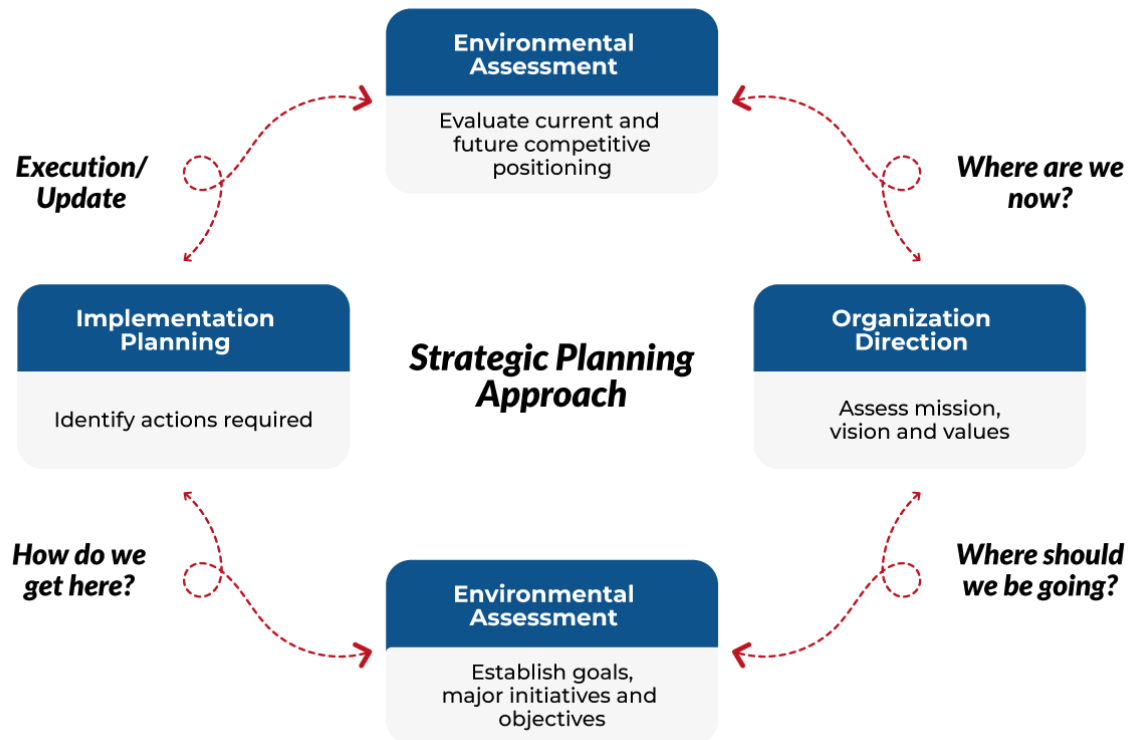 Environmental
Assessment
Evaluate current and
future competitive
positioning
Execution/
Update
Where are we
now?
Implementation
Planning
Identify actions required
Strategic Planning
Approach
Organization
Direction
Assess mission,
vision and values
How do we
get here?
Where should
we be going?
Environmental
Assessment
Establish goals,
major initiatives and
objectives